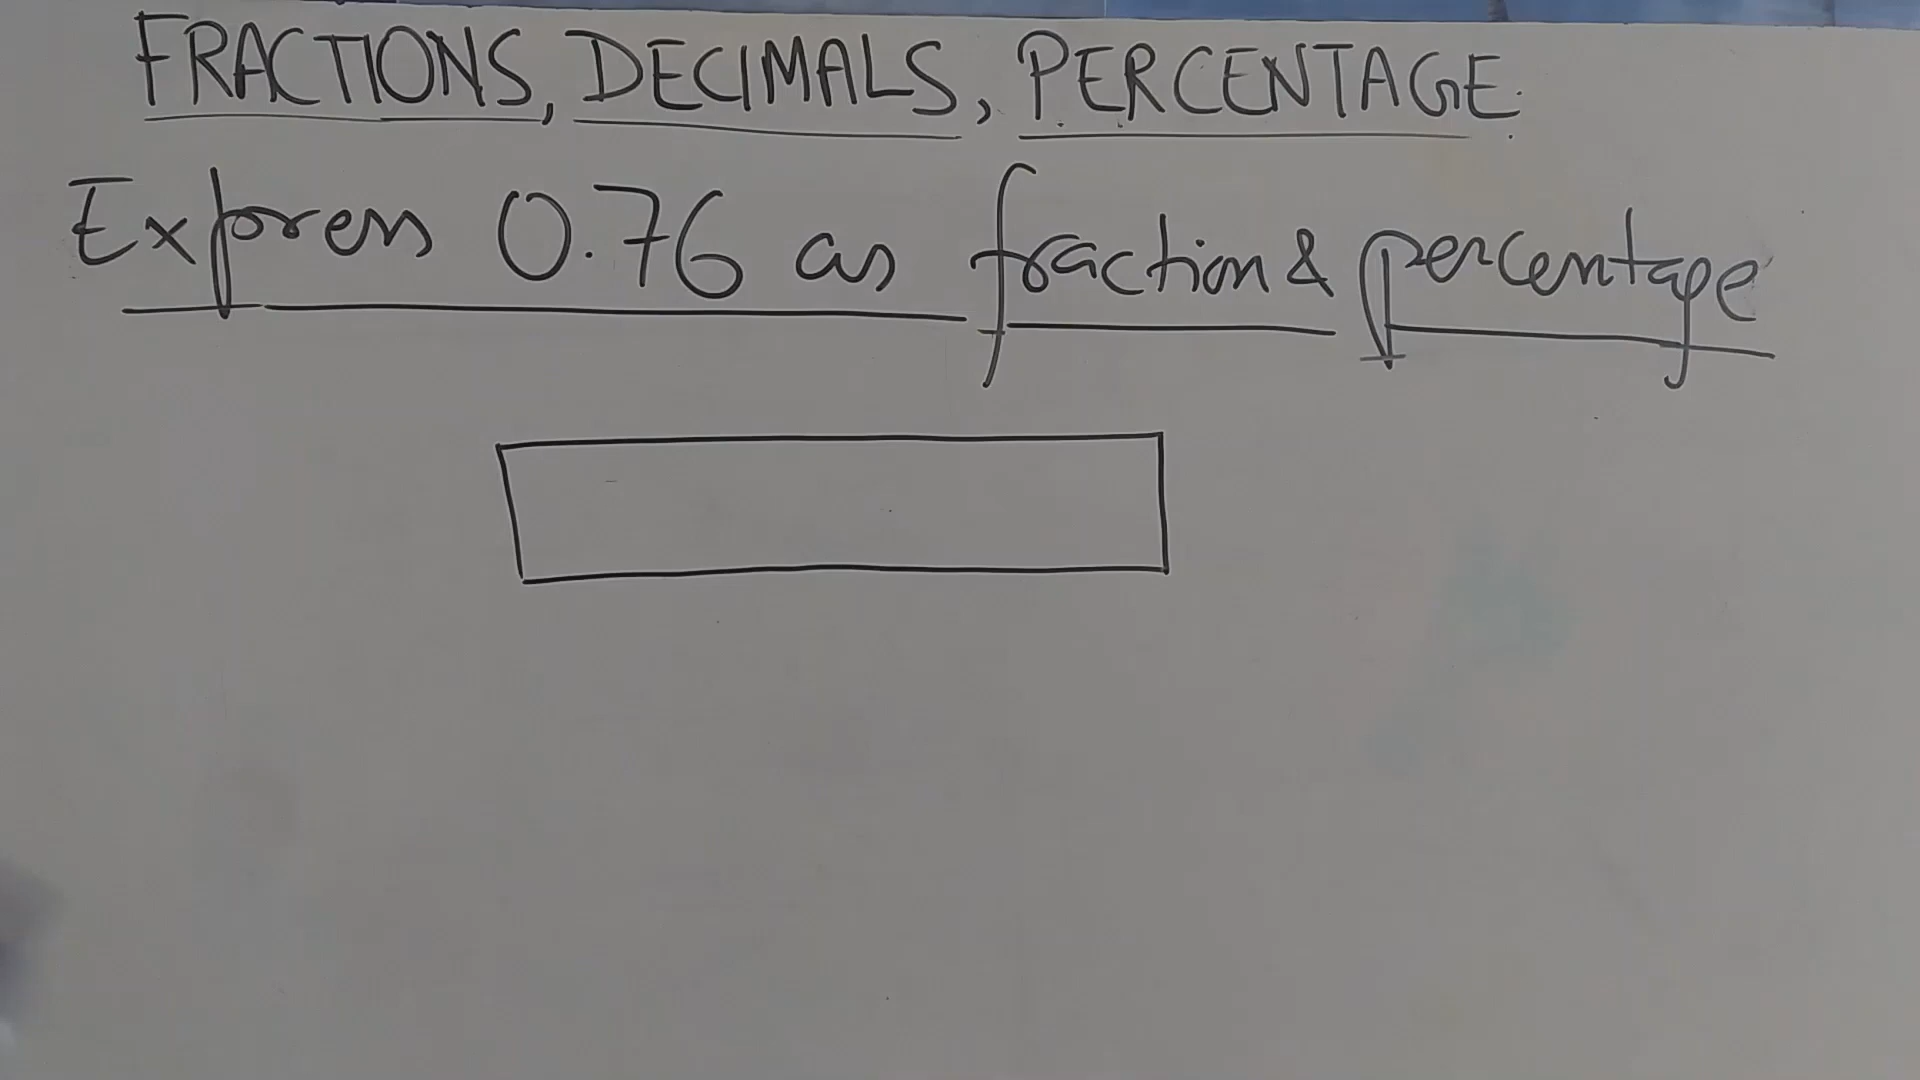 FRACTIONS, DECIMALS, PERCENTAGE.
Express 0.76 as fraction & percentage